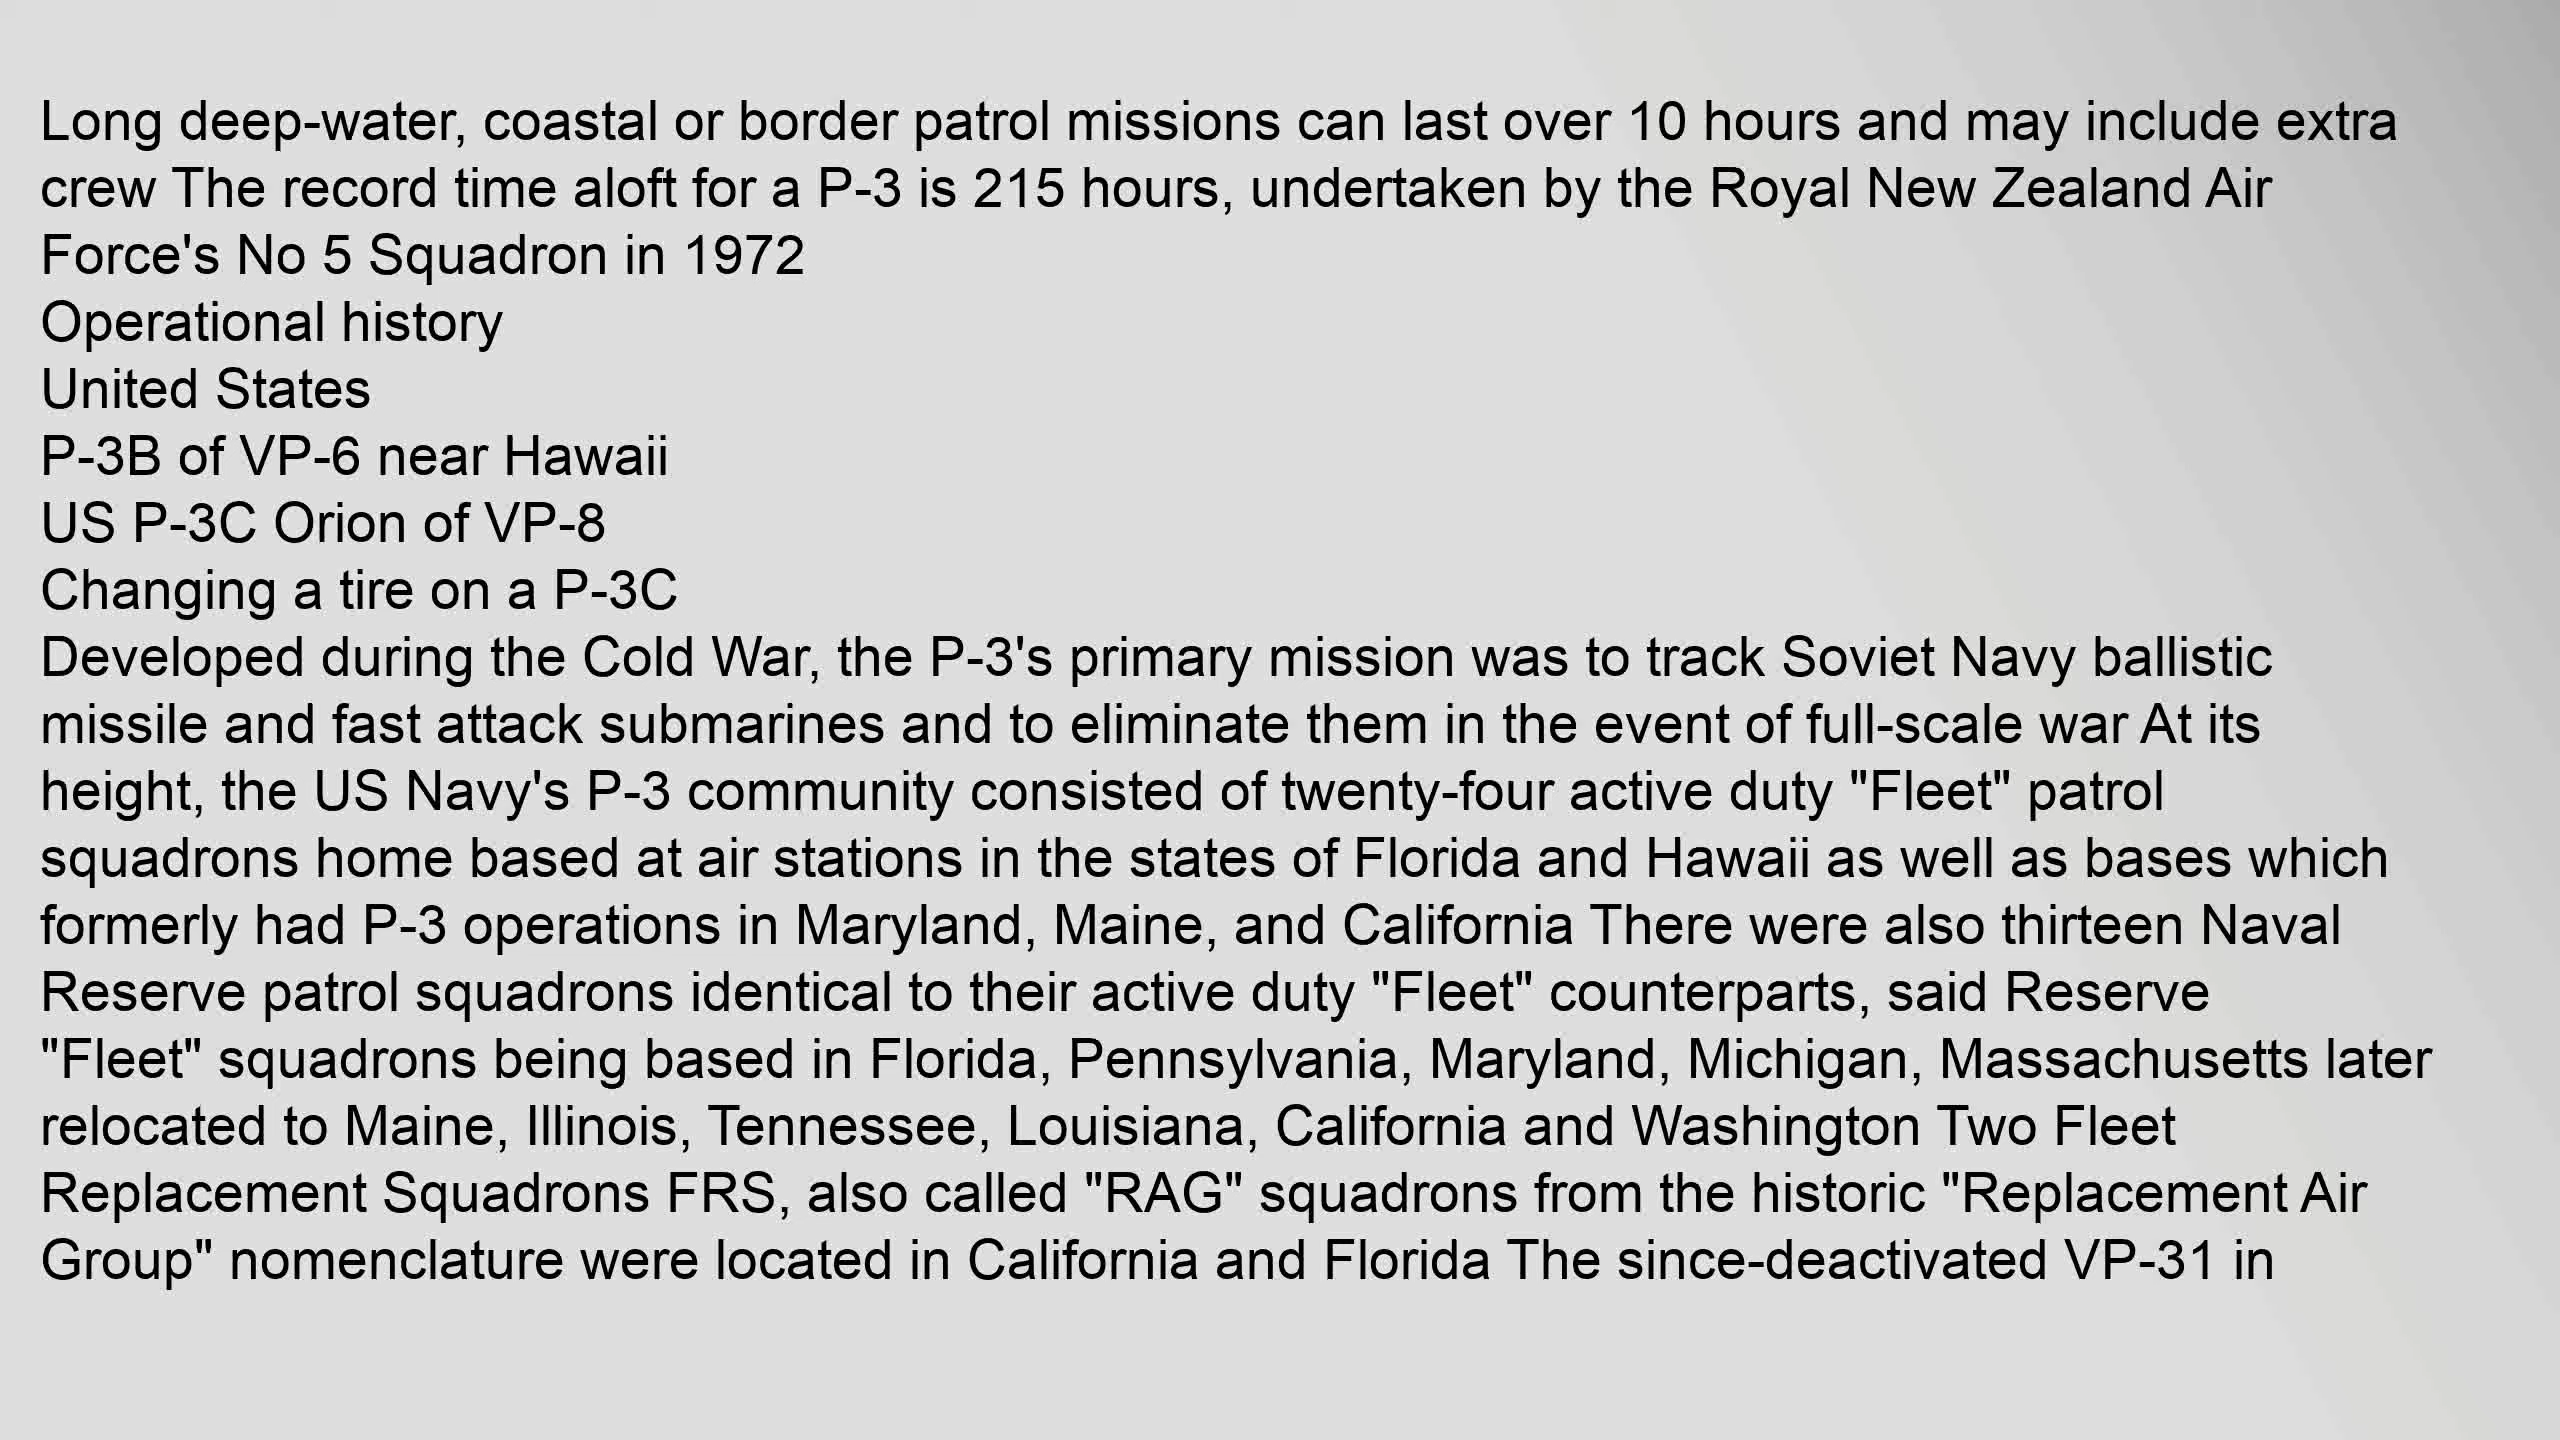 Long deep-water, coastal or border patrol missions can last over 10 hours and may include extra
crew The record time aloft for a P-3 is 215 hours, undertaken by the Royal New Zealand Air
Force's No 5 Squadron in 1972
Operational history
United States
P-3B of VP-6 near Hawaii
US P-3C Orion of VP-8
Changing a tire on a P-3C
Developed during the Cold War, the P-3's primary mission was to track Soviet Navy ballistic
missile and fast attack submarines and to eliminate them in the event of full-scale war At its
height, the US Navy's P-3 community consisted of twenty-four active duty "Fleet" patrol
squadrons home based at air stations in the states of Florida and Hawaii as well as bases which
formerly had P-3 operations in Maryland, Maine, and California There were also thirteen Naval
Reserve patrol squadrons identical to their active duty "Fleet" counterparts, said Reserve
"Fleet" squadrons being based in Florida, Pennsylvania, Maryland, Michigan, Massachusetts later
relocated to Maine, Illinois, Tennessee, Louisiana, California and Washington Two Fleet
Replacement Squadrons FRS, also called "RAG" squadrons from the historic "Replacement Air
Group" nomenclature were located in California and Florida The since-deactivated VP-31 in